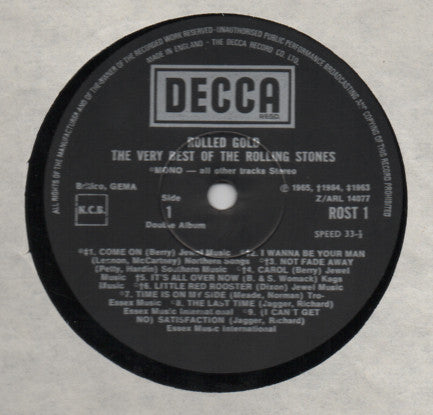 ALL RIGHTS OF THE MANUFACTURER AND OF THE OWNER OF THE RECORDED WORK RESERVED · UNAUTHORISED PUBLIC PERFORMANCE BROADCASTING AND COPYING OF THIS RECORD PROHIBITED
MADE IN ENGLAND · THE DECCA RECORD CO. LTD.
DECCA
ROLLED GOLD
THE VERY BEST OF THE ROLLING STONES
°MONO — all other tracks Stereo
Britico, GEMA
Side
℗ 1965, †1964, §1963
Z/ARL 14077
N.C.B.
1
ROST 1
Double Album
SPEED 33⅓
1. COME ON (Berry) Jewel Music 2. I WANNA BE YOUR MAN
(Lennon, McCartney) Northern Songs 3. NOT FADE AWAY
(Petty, Hardin) Southern Music 4. CAROL (Berry) Jewel
Music 5. IT'S ALL OVER NOW (B. & S. Womack) Kags
Music 6. LITTLE RED ROOSTER (Dixon) Jewel Music
7. TIME IS ON MY SIDE (Meade, Norman) Tro-
Essex Music 8. THE LAST TIME (Jagger, Richard)
Essex Music International 9. (I CAN'T GET
NO) SATISFACTION (Jagger, Richard)
Essex Music International